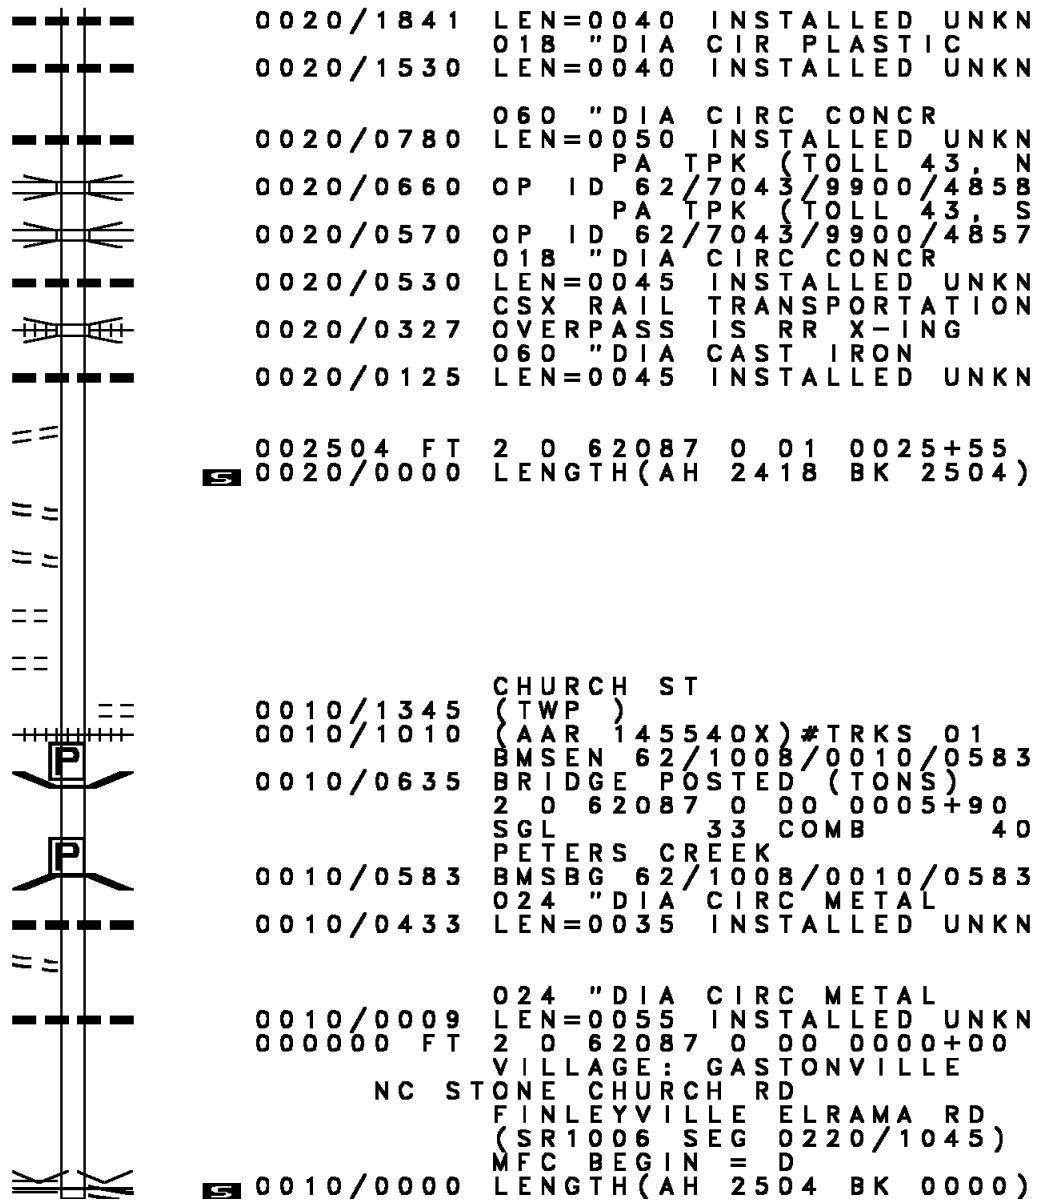 0020/1841 LEN=0040 INSTALLED UNKN
018 "DIA CIR PLASTIC
0020/1530 LEN=0040 INSTALLED UNKN
060 "DIA CIRC CONCR
0020/0780 LEN=0050 INSTALLED UNKN
PA TPK (TOLL 43, N
0020/0660 OP ID 62/7043/9900/4858
PA TPK (TOLL 43, S
0020/0570 OP ID 62/7043/9900/4857
018 "DIA CIRC CONCR
0020/0530 LEN=0045 INSTALLED UNKN
CSX RAIL TRANSPORTATION
0020/0327 OVERPASS IS RR X-ING
060 "DIA CAST IRON
0020/0125 LEN=0045 INSTALLED UNKN
002504 FT 2 0 62087 0 01 0025+55
S 0020/0000 LENGTH(AH 2418 BK 2504)
CHURCH ST
0010/1345 (TWP )
0010/1010 (AAR 145540X)#TRKS 01
P BMSEN 62/1008/0010/0583
0010/0635 BRIDGE POSTED (TONS)
2 0 62087 0 00 0005+90
SGL 33 COMB 40
P PETERS CREEK
0010/0583 BMSBG 62/1008/0010/0583
024 "DIA CIRC METAL
0010/0433 LEN=0035 INSTALLED UNKN
024 "DIA CIRC METAL
0010/0009 LEN=0055 INSTALLED UNKN
000000 FT 2 0 62087 0 00 0000+00
VILLAGE: GASTONVILLE
NC STONE CHURCH RD
FINLEYVILLE ELRAMA RD
(SR1006 SEG 0220/1045)
MFC BEGIN = D
S 0010/0000 LENGTH(AH 2504 BK 0000)